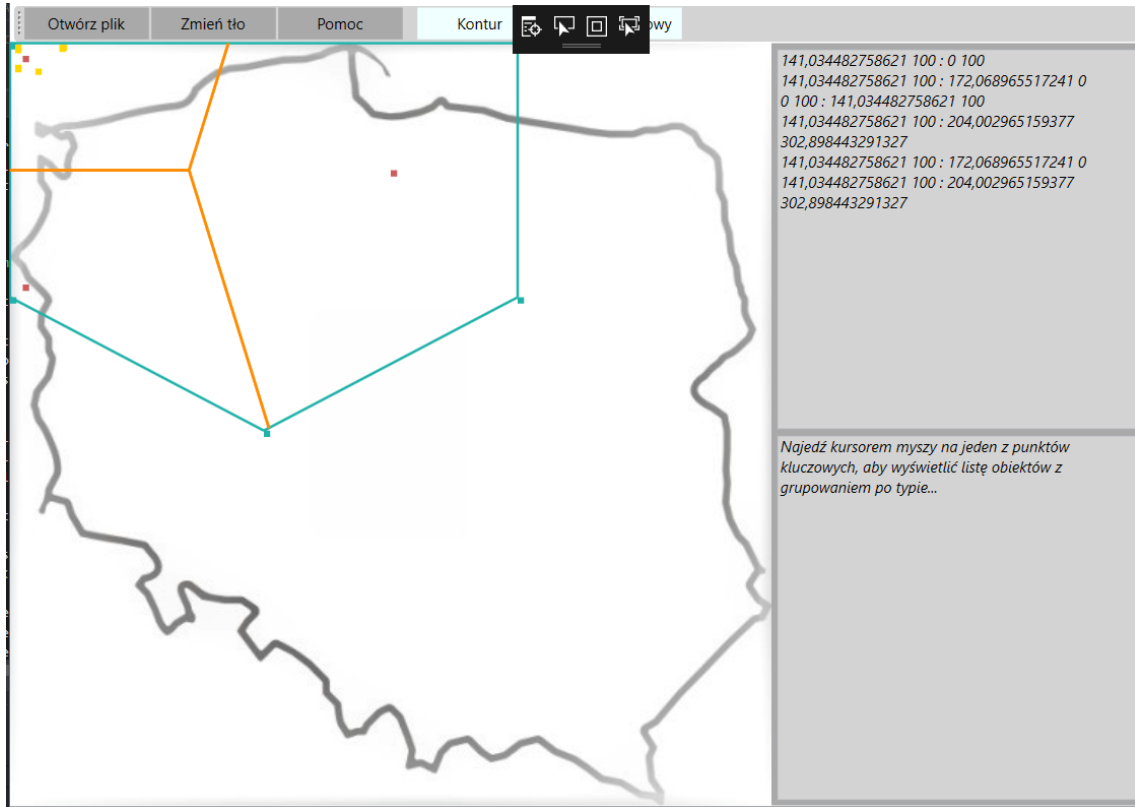 Otwórz plik
Zmień tło
Pomoc
Kontur
owy
141,034482758621 100 : 0 100
141,034482758621 100 : 172,068965517241 0
0 100 : 141,034482758621 100
141,034482758621 100 : 204,002965159377
302,898443291327
141,034482758621 100 : 172,068965517241 0
141,034482758621 100 : 204,002965159377
302,898443291327
Najedź kursorem myszy na jeden z punktów
kluczowych, aby wyświetlić listę obiektów z
grupowaniem po typie...